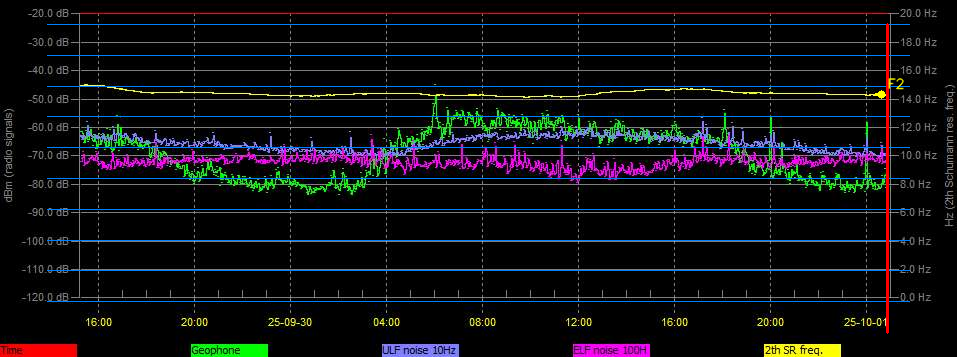 -20.0 dB 20.0 Hz
-30.0 dB 18.0 Hz
-40.0 dB 16.0 Hz
F2
-50.0 dB 14.0 Hz
-60.0 dB 12.0 Hz
-70.0 dB 10.0 Hz
-80.0 dB 8.0 Hz
-90.0 dB 6.0 Hz
-100.0 dB 4.0 Hz
-110.0 dB 2.0 Hz
-120.0 dB 0.0 Hz
dBm (radio signals)
Hz (2th Schumann res. freq.)
16:00 20:00 25-09-30 04:00 08:00 12:00 16:00 20:00 25-10-01
Time Geophone ULF noise 10Hz ELF noise 100H 2th SR freq.